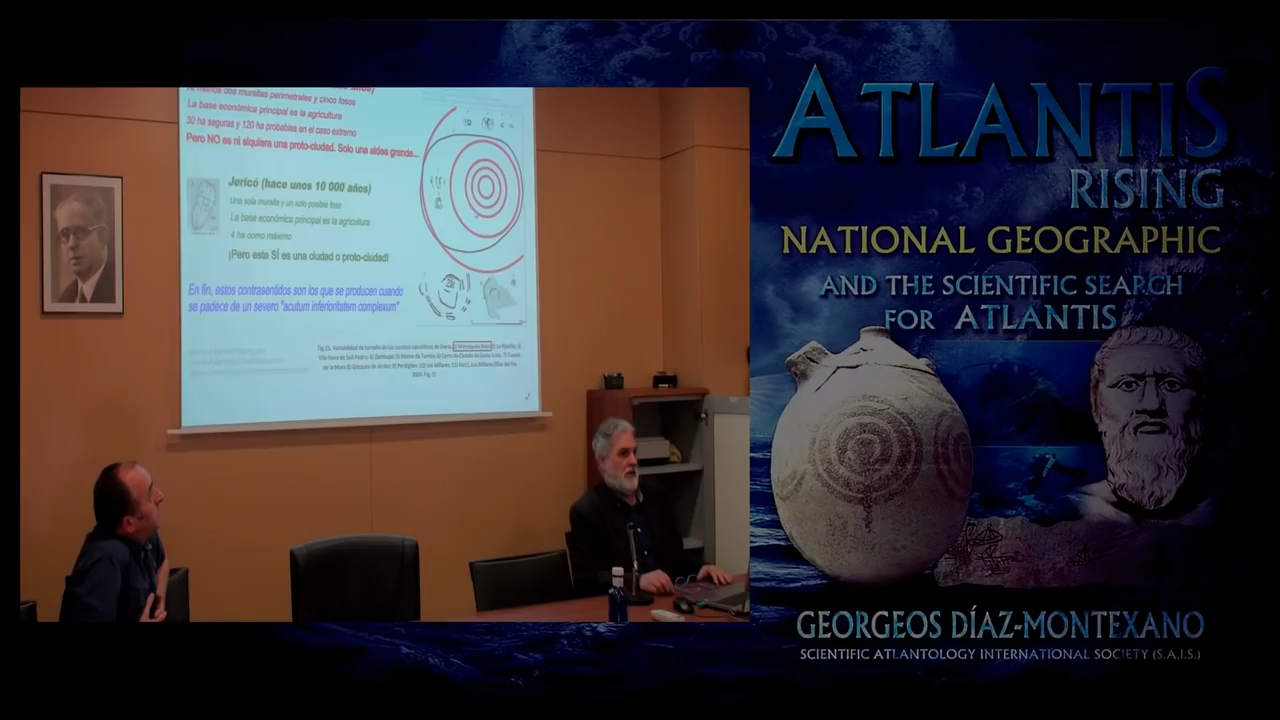 Al menos dos murallas perimetrales y cinco fosos
La base económica principal es la agricultura
30 ha seguras y 120 ha probables en el caso extremo
Pero NO es ni siquiera una proto-ciudad. Solo una aldea grande...
Jericó (hace unos 10 000 años)
Una sola muralla y un solo posible foso
La base económica principal es la agricultura
4 ha como máximo
¡Pero esta SÍ es una ciudad o proto-ciudad!
En fin, estos contrasentidos son los que se producen cuando
se padece de un severo "acutum inferioritatem complexum"
ATLANTIS
RISING
NATIONAL GEOGRAPHIC
AND THE SCIENTIFIC SEARCH
FOR ATLANTIS
GEORGEOS DÍAZ-MONTEXANO
SCIENTIFIC ATLANTOLOGY INTERNATIONAL SOCIETY (S.A.I.S.)